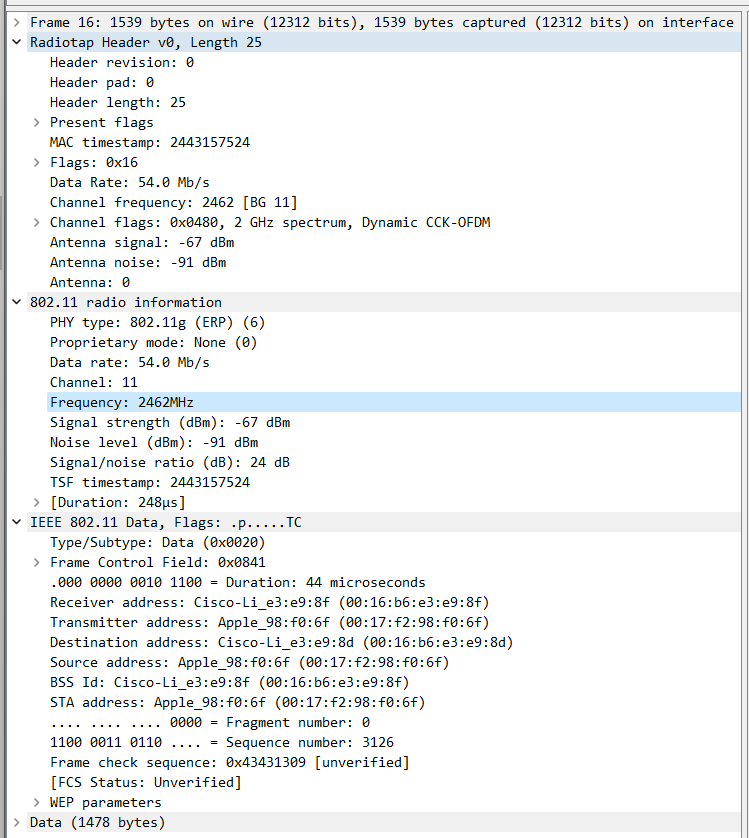 Frame 16: 1539 bytes on wire (12312 bits), 1539 bytes captured (12312 bits) on interface
Radiotap Header v0, Length 25
Header revision: 0
Header pad: 0
Header length: 25
Present flags
MAC timestamp: 2443157524
Flags: 0x16
Data Rate: 54.0 Mb/s
Channel frequency: 2462 [BG 11]
Channel flags: 0x0480, 2 GHz spectrum, Dynamic CCK-OFDM
Antenna signal: -67 dBm
Antenna noise: -91 dBm
Antenna: 0
802.11 radio information
PHY type: 802.11g (ERP) (6)
Proprietary mode: None (0)
Data rate: 54.0 Mb/s
Channel: 11
Frequency: 2462MHz
Signal strength (dBm): -67 dBm
Noise level (dBm): -91 dBm
Signal/noise ratio (dB): 24 dB
TSF timestamp: 2443157524
[Duration: 248µs]
IEEE 802.11 Data, Flags: .p.....TC
Type/Subtype: Data (0x0020)
Frame Control Field: 0x0841
.000 0000 0010 1100 = Duration: 44 microseconds
Receiver address: Cisco-Li_e3:e9:8f (00:16:b6:e3:e9:8f)
Transmitter address: Apple_98:f0:6f (00:17:f2:98:f0:6f)
Destination address: Cisco-Li_e3:e9:8d (00:16:b6:e3:e9:8d)
Source address: Apple_98:f0:6f (00:17:f2:98:f0:6f)
BSS Id: Cisco-Li_e3:e9:8f (00:16:b6:e3:e9:8f)
STA address: Apple_98:f0:6f (00:17:f2:98:f0:6f)
.... .... .... 0000 = Fragment number: 0
1100 0011 0110 .... = Sequence number: 3126
Frame check sequence: 0x43431309 [unverified]
[FCS Status: Unverified]
WEP parameters
Data (1478 bytes)